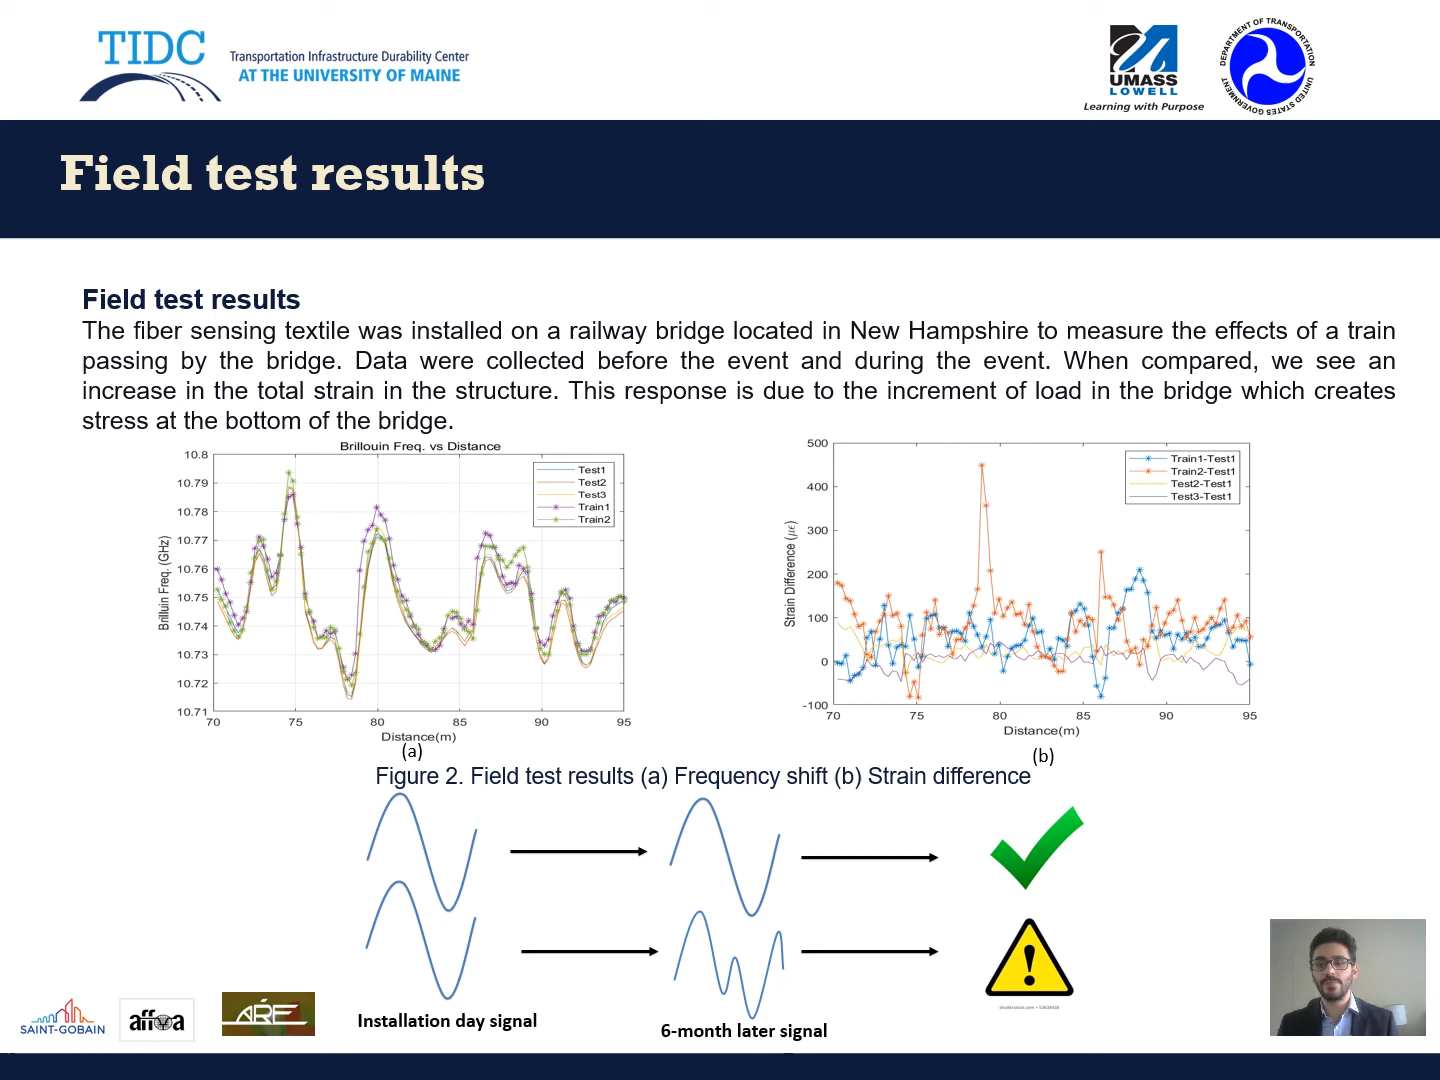 TIDC
Transportation Infrastructure Durability Center
AT THE UNIVERSITY OF MAINE
UMASS
LOWELL
Learning with Purpose
DEPARTMENT OF TRANSPORTATION
UNITED STATES GOVERNMENT
Field test results
Field test results
The fiber sensing textile was installed on a railway bridge located in New Hampshire to measure the effects of a train
passing by the bridge. Data were collected before the event and during the event. When compared, we see an
increase in the total strain in the structure. This response is due to the increment of load in the bridge which creates
stress at the bottom of the bridge.
Brillouin Freq. vs Distance
10.8
10.79
10.78
10.77
10.76
10.75
10.74
10.73
10.72
10.71
Brilluin Freq. (GHz)
Test1
Test2
Test3
Train1
Train2
70 75 80 85 90 95
Distance(m)
(a)
500
400
300
200
100
0
-100
Strain Difference (με)
Train1-Test1
Train2-Test1
Test2-Test1
Test3-Test1
70 75 80 85 90 95
Distance(m)
(b)
Figure 2. Field test results (a) Frequency shift (b) Strain difference
shutterstock.com • 53638438
Installation day signal
6-month later signal
SAINT-GOBAIN
affoa
ARE